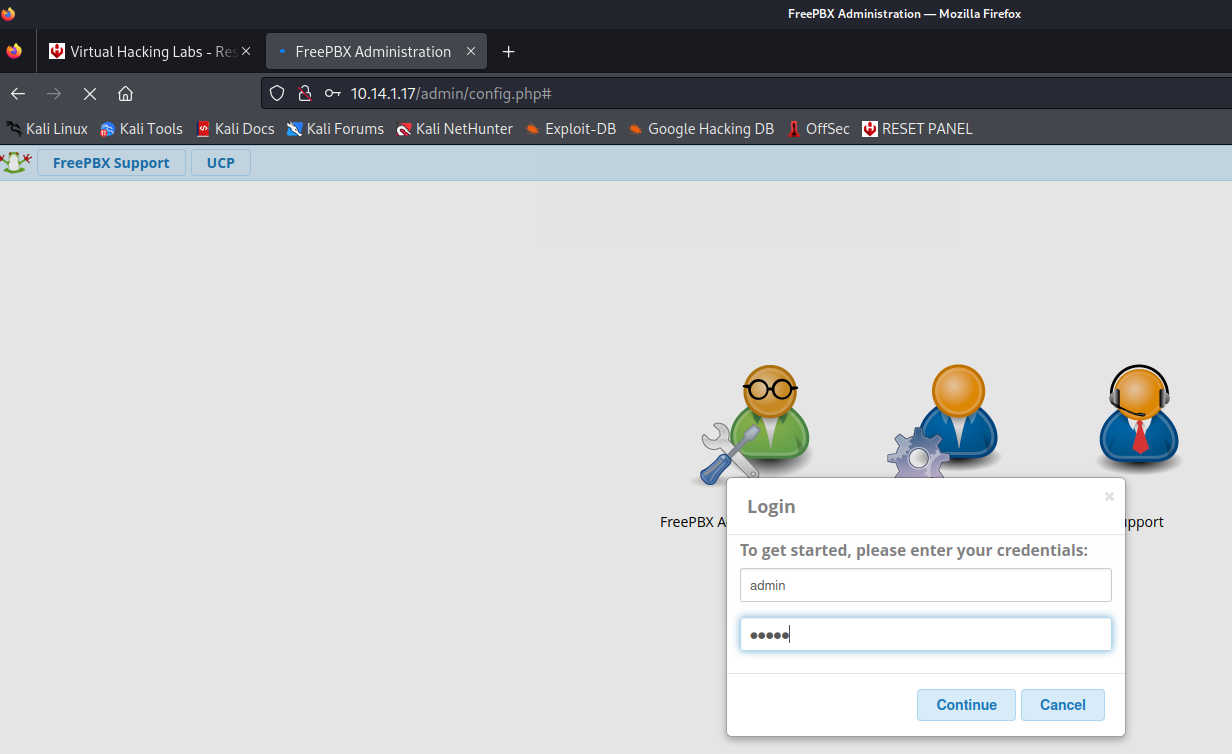 FreePBX Administration — Mozilla Firefox
Virtual Hacking Labs - Res
FreePBX Administration
10.14.1.17/admin/config.php#
Kali Linux Kali Tools Kali Docs Kali Forums Kali NetHunter Exploit-DB Google Hacking DB OffSec RESET PANEL
FreePBX Support UCP
Login
FreePBX A
pport
To get started, please enter your credentials:
admin
•••••
Continue Cancel